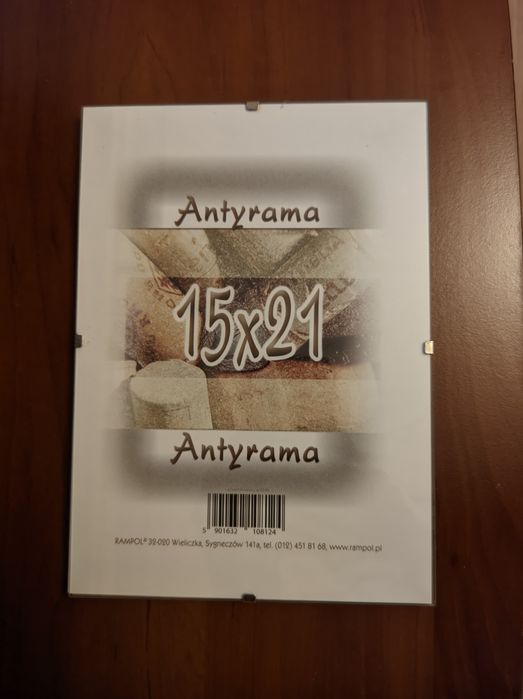 Antyrama
15x21
Antyrama
5 901632 108124
RAMPOL® 32-020 Wieliczka, Sygneczów 141a, tel. (012) 451 81 68, www.rampol.pl